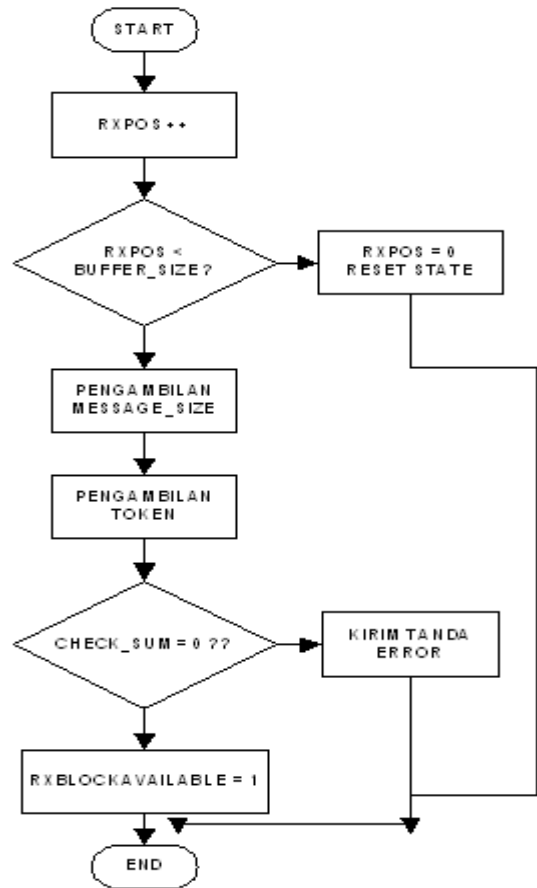 START
RXPOS ++
RXPOS <
BUFFER_SIZE?
RXPOS = 0
RESET STATE
PENGAMBILAN
MESSAGE_SIZE
PENGAMBILAN
TOKEN
CHECK_SUM = 0 ??
KIRIM TANDA
ERROR
RXBLOCKAVAILABLE = 1
END